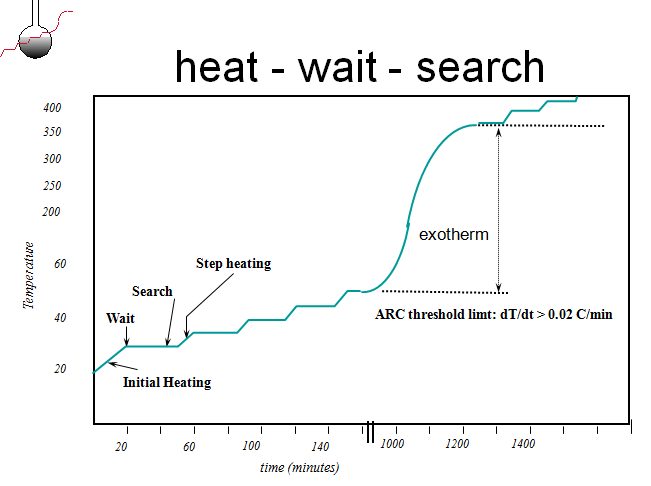 heat - wait - search
400
350
300
250
200
60
40
20
Temperature
Step heating
Search
Wait
Initial Heating
exotherm
ARC threshold limt: dT/dt > 0.02 C/min
20
60
100
140
1000
1200
1400
time (minutes)